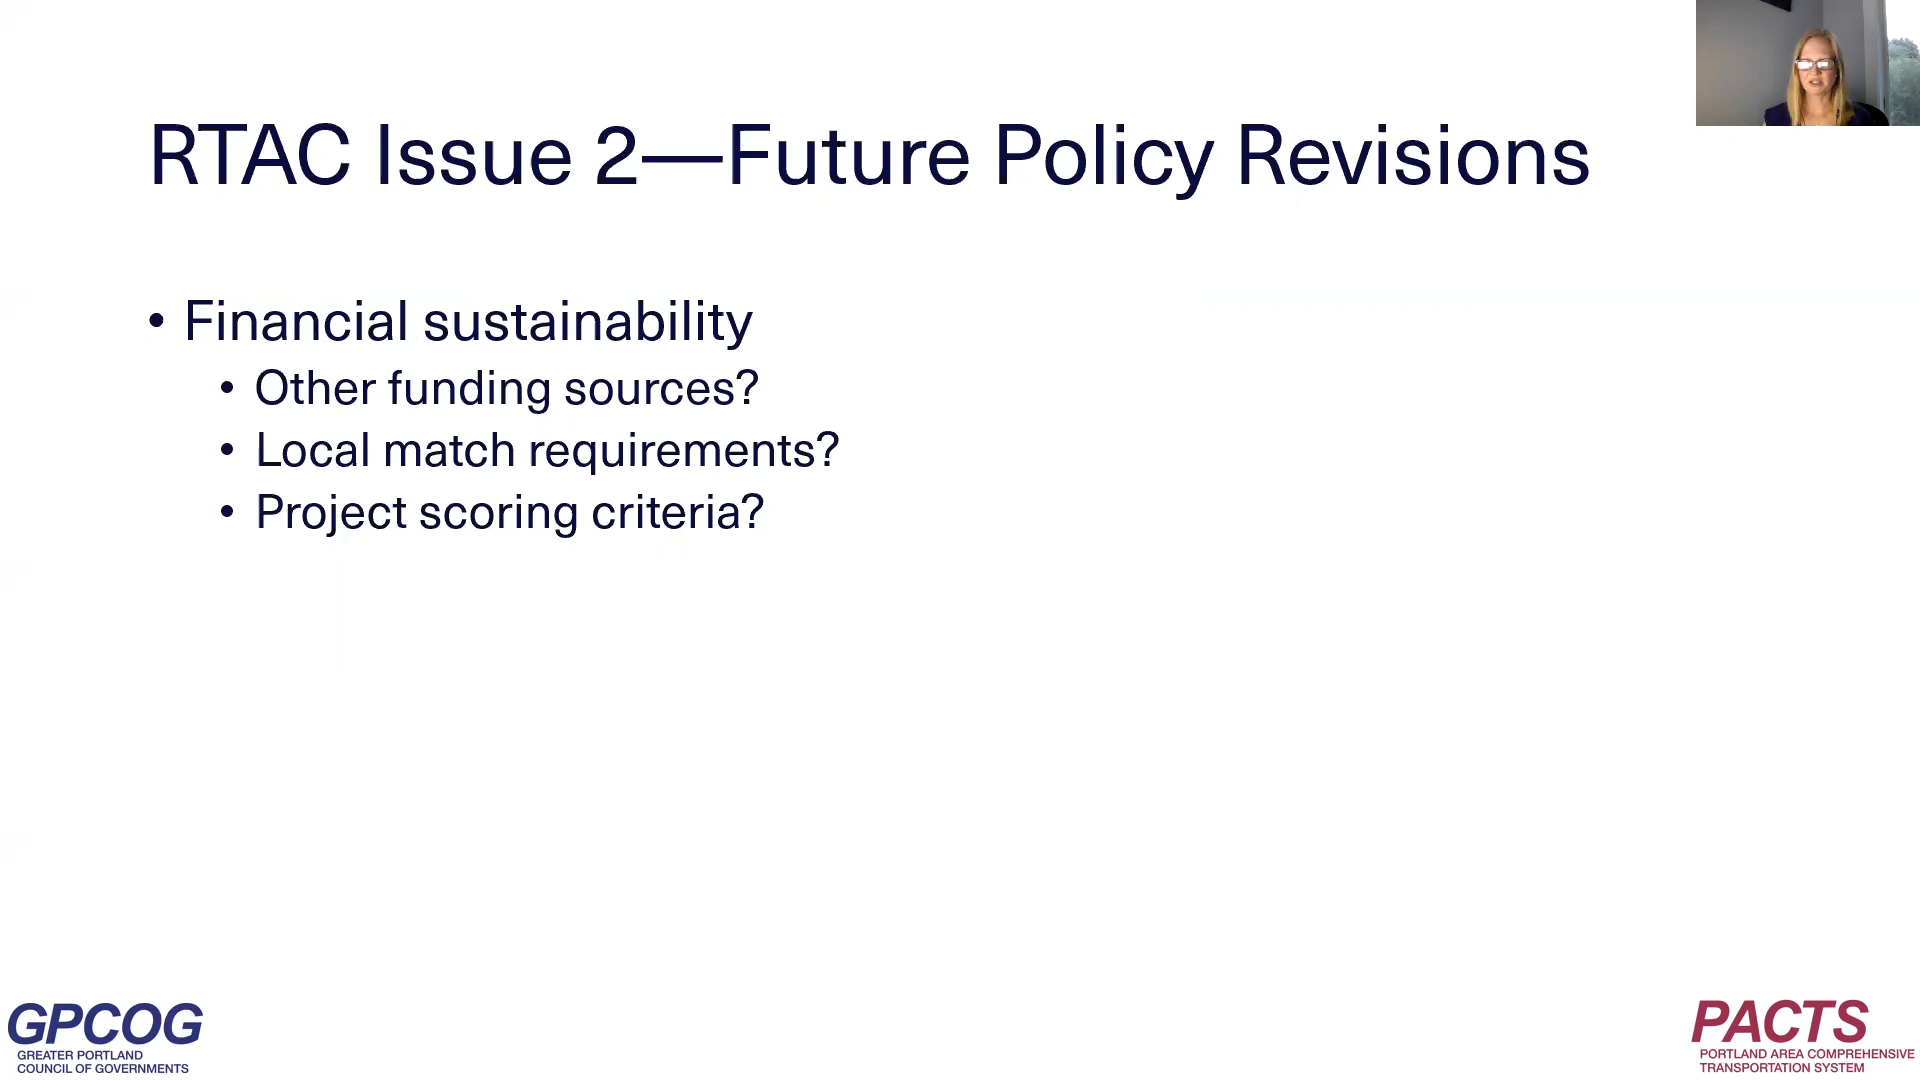 RTAC Issue 2—Future Policy Revisions
• Financial sustainability
• Other funding sources?
• Local match requirements?
• Project scoring criteria?
GPCOG
GREATER PORTLAND
COUNCIL OF GOVERNMENTS
PACTS
PORTLAND AREA COMPREHENSIVE
TRANSPORTATION SYSTEM